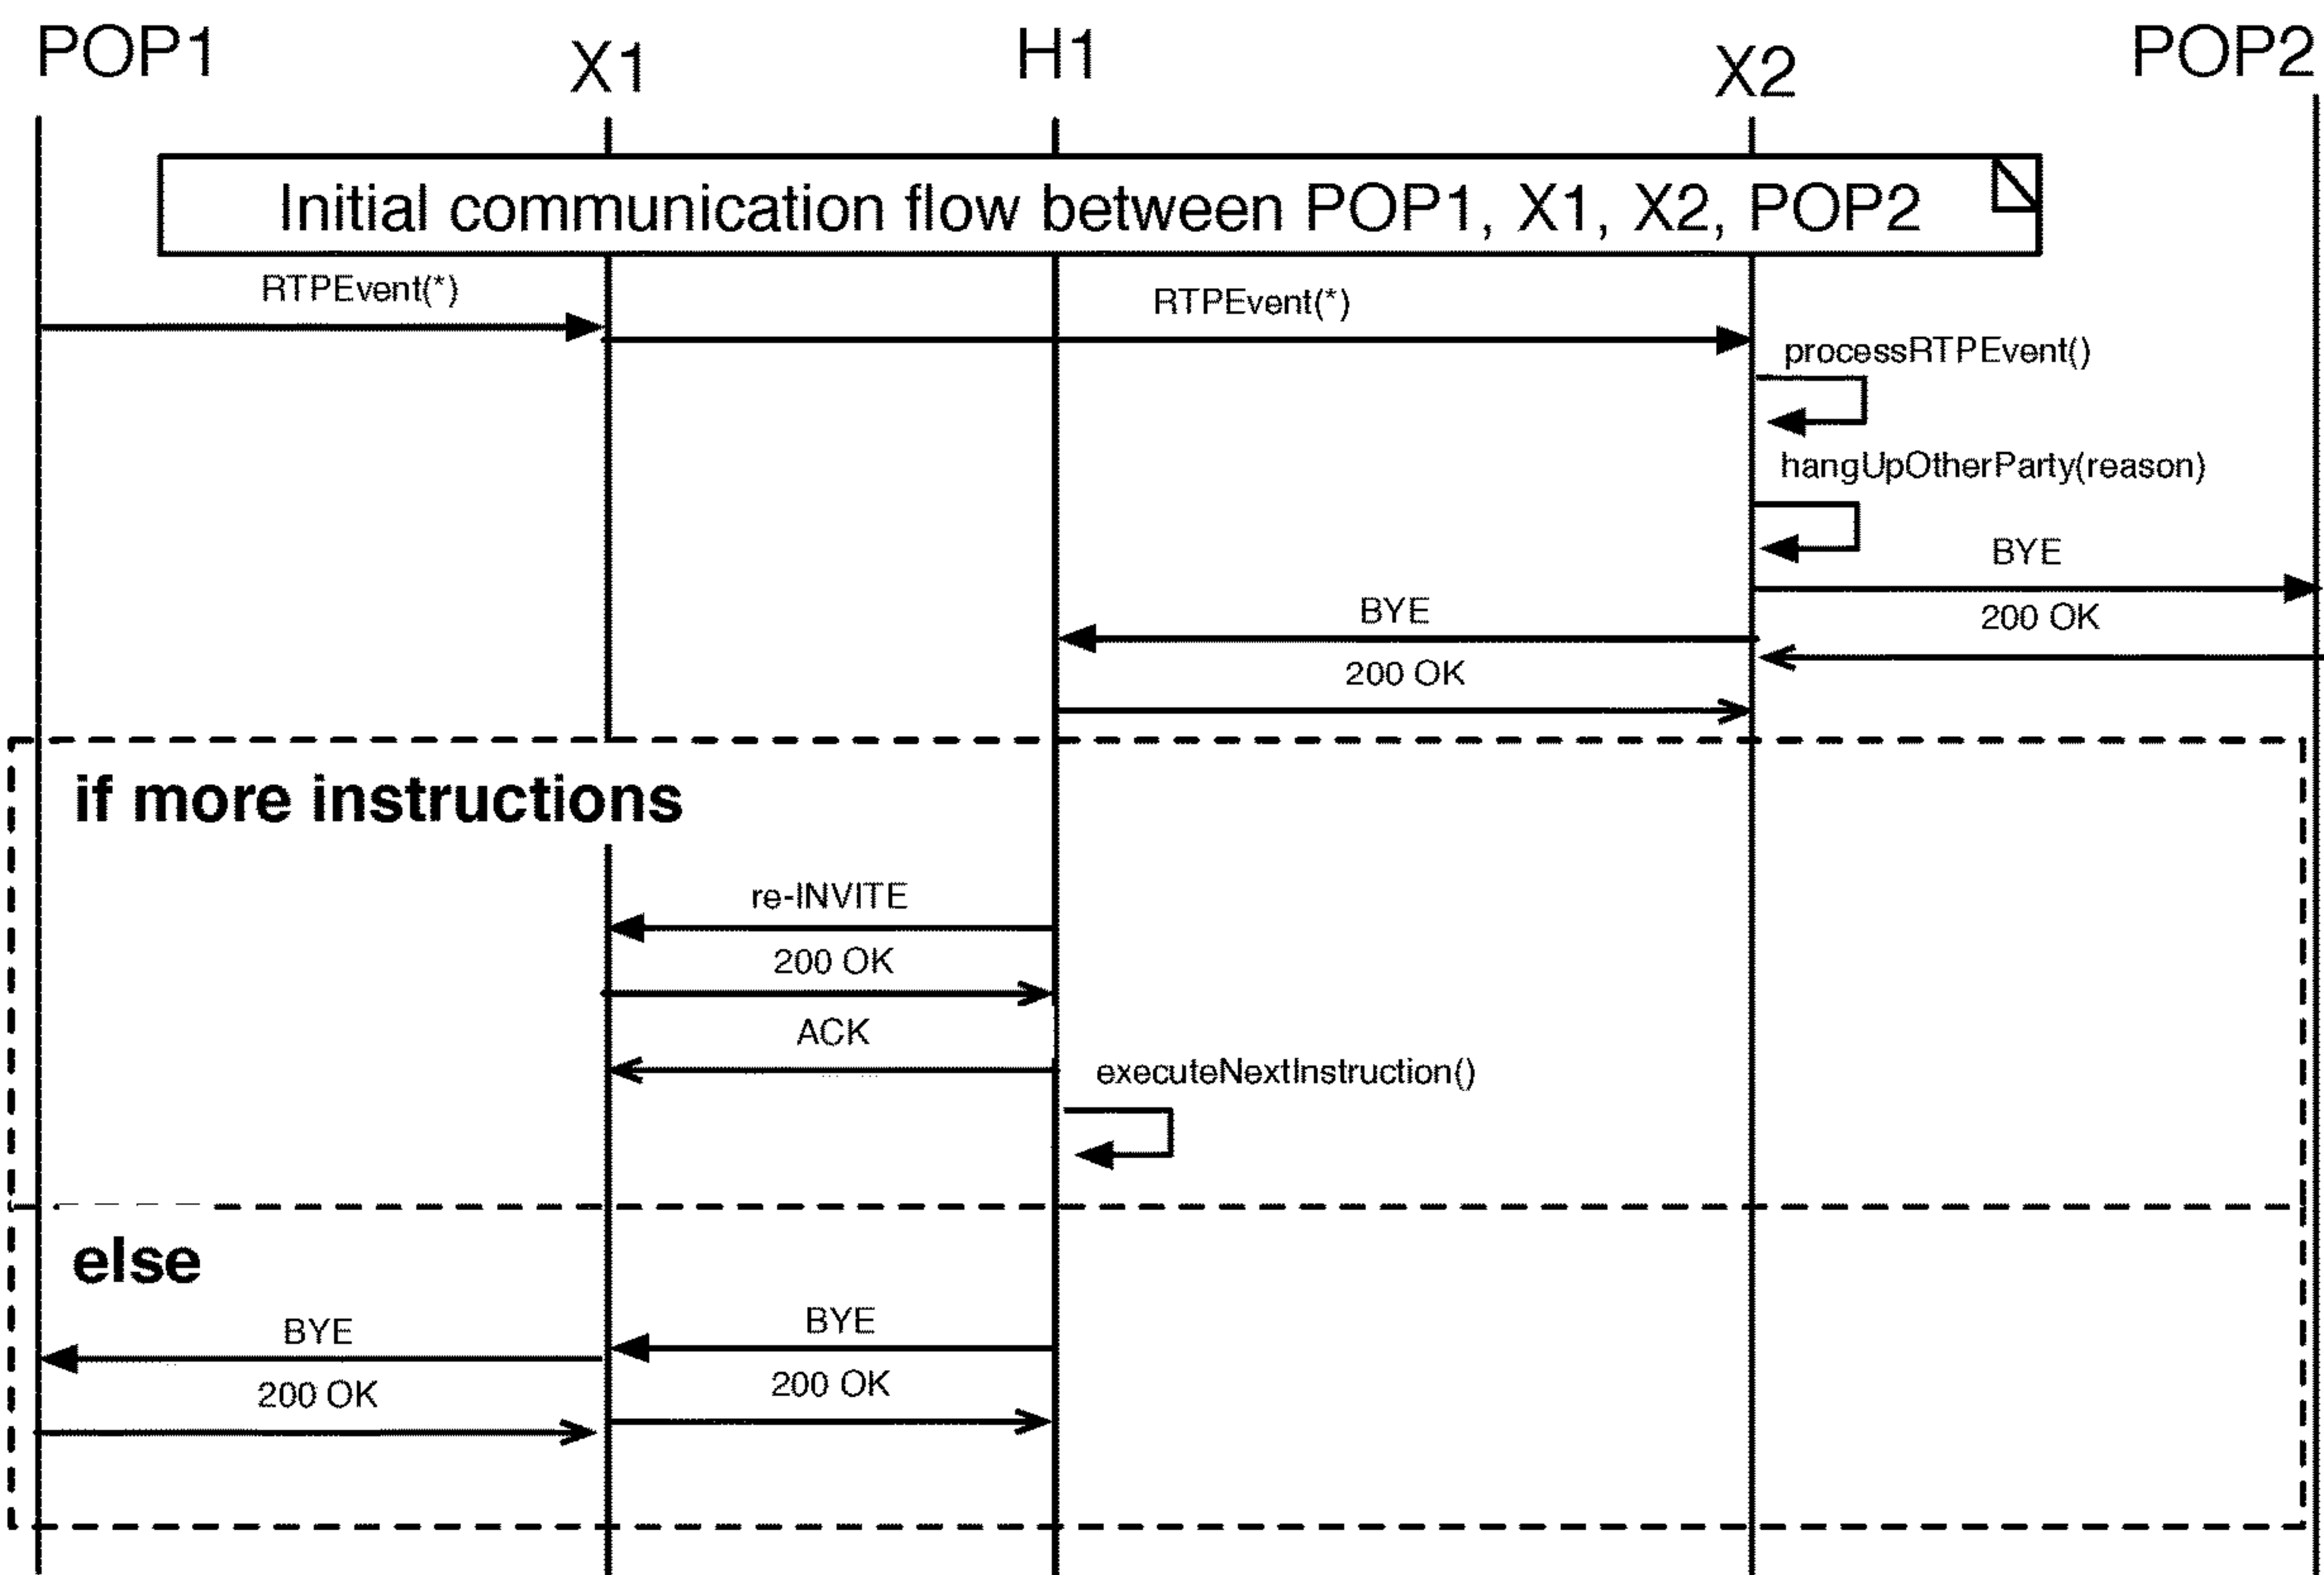 POP1
X1
H1
X2
POP2
Initial communication flow between POP1, X1, X2, POP2
RTPEvent(*)
RTPEvent(*)
processRTPEvent()
hangUpOtherParty(reason)
BYE
200 OK
BYE
200 OK
if more instructions
re-INVITE
200 OK
ACK
executeNextInstruction()
else
BYE
BYE
200 OK
200 OK